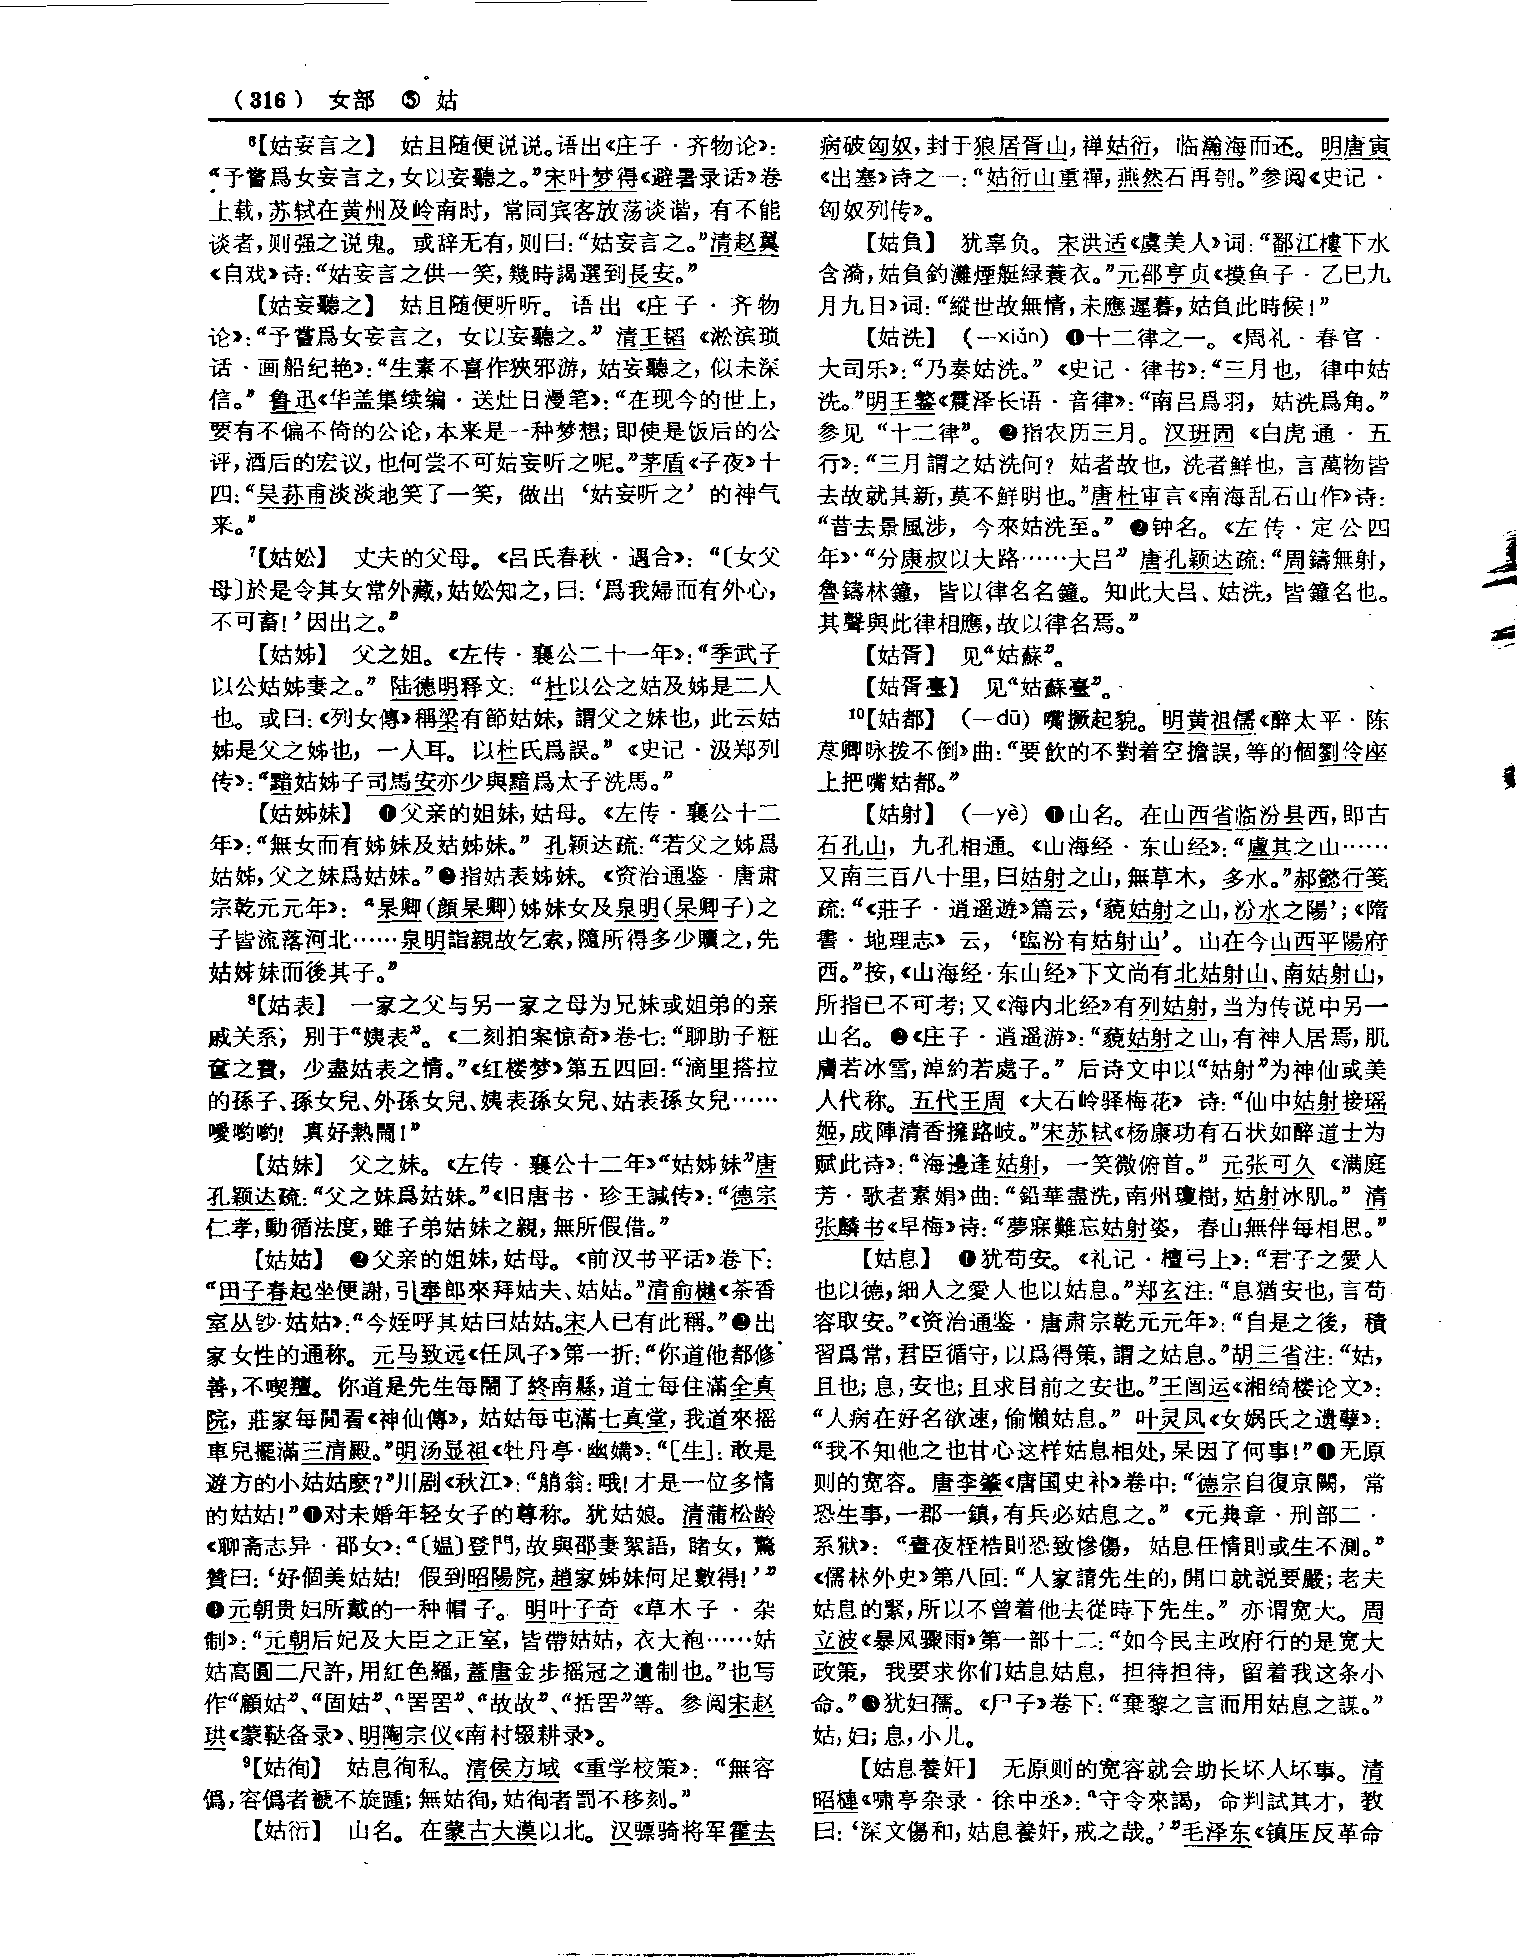 （316） 女部 ⑤ 姑
⁶【姑妄言之】 姑且随便说说。语出《庄子·齐物论》：
“予嘗爲女妄言之，女以妄聽之。”宋叶梦得《避暑录话》卷
上载，苏轼在黄州及岭南时，常同宾客放荡谈谐，有不能
谈者，则强之说鬼。或辞无有，则曰：“姑妄言之。”清赵翼
《自戏》诗：“姑妄言之供一笑，幾時謁選到長安。”
【姑妄聽之】 姑且随便听听。语出《庄子·齐物
论》：“予嘗爲女妄言之，女以妄聽之。”清王韬《淞滨琐
话·画船纪艳》：“生素不喜作狹邪游，姑妄聽之，似未深
信。”鲁迅《华盖集续编·送灶日漫笔》：“在现今的世上，
要有不偏不倚的公论，本来是一种梦想；即使是饭后的公
评，酒后的宏议，也何尝不可姑妄听之呢。”茅盾《子夜》十
四：“吴荪甫淡淡地笑了一笑，做出‘姑妄听之’的神气
来。”
⁷【姑妐】 丈夫的父母。《吕氏春秋·遇合》：“〔女父
母〕於是令其女常外藏，姑妐知之，曰：‘爲我婦而有外心，
不可畜！’因出之。”
【姑姊】 父之姐。《左传·襄公二十一年》：“季武子
以公姑姊妻之。”陆德明释文：“杜以公之姑及姊是二人
也。或曰：《列女傳》稱梁有節姑妹，謂父之妹也，此云姑
姊是父之姊也，一人耳。以杜氏爲誤。”《史记·汲郑列
传》：“黯姑姊子司馬安亦少與黯爲太子洗馬。”
【姑姊妹】 ❶父亲的姐妹，姑母。《左传·襄公十二
年》：“無女而有姊妹及姑姊妹。”孔颖达疏：“若父之姊爲
姑姊，父之妹爲姑妹。”❷指姑表姊妹。《资治通鉴·唐肃
宗乾元元年》：“杲卿（顔杲卿）姊妹女及泉明（杲卿子）之
子皆流落河北……泉明詣親故乞索，隨所得多少贖之，先
姑姊妹而後其子。”
⁸【姑表】 一家之父与另一家之母为兄妹或姐弟的亲
戚关系，别于“姨表”。《二刻拍案惊奇》卷七：“聊助子粧
奩之費，少盡姑表之情。”《红楼梦》第五四回：“滴里搭拉
的孫子、孫女兒、外孫女兒、姨表孫女兒、姑表孫女兒……
噯喲喲！真好熱鬧！”
【姑妹】 父之妹。《左传·襄公十二年》“姑姊妹”唐
孔颖达疏：“父之妹爲姑妹。”《旧唐书·珍王諴传》：“德宗
仁孝，動循法度，雖子弟姑妹之親，無所假借。”
【姑姑】 ❷父亲的姐妹，姑母。《前汉书平话》卷下：
“田子春起坐便謝，引奉郎來拜姑夫、姑姑。”清俞樾《茶香
室丛钞·姑姑》：“今姪呼其姑曰姑姑。宋人已有此稱。”❷出
家女性的通称。元马致远《任风子》第一折：“你道他都修
善，不喫羶。你道是先生每鬧了終南縣，道士每住滿全真
院，莊家每閒看《神仙傳》，姑姑每屯滿七真堂，我道來摇
車兒擺滿三清殿。”明汤显祖《牡丹亭·幽媾》：“［生］：敢是
遊方的小姑姑麽？”川剧《秋江》：“艄翁：哦！才是一位多情
的姑姑！”❶对未婚年轻女子的尊称。犹姑娘。清蒲松龄
《聊斋志异·邵女》：“〔媪〕登門，故與邵妻絮語，睹女，驚
贊曰：‘好個美姑姑！假到昭陽院，趙家姊妹何足數得！’”
❶元朝贵妇所戴的一种帽子。明叶子奇《草木子·杂
制》：“元朝后妃及大臣之正室，皆帶姑姑，衣大袍……姑
姑高圓二尺許，用紅色羅，蓋唐金步摇冠之遺制也。”也写
作“顧姑”、“固姑”、“罟罟”、“故故”、“括罟”等。参阅宋赵
珙《蒙鞑备录》、明陶宗仪《南村辍耕录》。
⁹【姑徇】 姑息徇私。清侯方域《重学校策》：“無容
僞，容僞者褫不旋踵；無姑徇，姑徇者罰不移刻。”
【姑衍】 山名。在蒙古大漠以北。汉骠骑将军霍去
病破匈奴，封于狼居胥山，禅姑衍，临瀚海而还。明唐寅
《出塞》诗之一：“姑衍山重禪，燕然石再刳。”参阅《史记·
匈奴列传》。
【姑負】 犹辜负。宋洪适《虞美人》词：“鄱江樓下水
含漪，姑負釣灘煙艇緑蓑衣。”元邵亨贞《摸鱼子·乙巳九
月九日》词：“縱世故無情，未應遲暮，姑負此時候！”
【姑洗】 （—xiǎn） ❶十二律之一。《周礼·春官·
大司乐》：“乃奏姑洗。”《史记·律书》：“三月也，律中姑
洗。”明王鏊《震泽长语·音律》：“南吕爲羽，姑洗爲角。”
参见“十二律”。❷指农历三月。汉班固《白虎通·五
行》：“三月謂之姑洗何？姑者故也，洗者鮮也，言萬物皆
去故就其新，莫不鮮明也。”唐杜审言《南海乱石山作》诗：
“昔去景風涉，今來姑洗至。”❷钟名。《左传·定公四
年》：“分康叔以大路……大吕”唐孔颖达疏：“周鑄無射，
魯鑄林鐘，皆以律名名鐘。知此大吕、姑洗，皆鐘名也。
其聲與此律相應，故以律名焉。”
【姑胥】 见“姑蘇”。
【姑胥臺】 见“姑蘇臺”。
¹⁰【姑都】 （—dū） 嘴撅起貌。明黄祖儒《醉太平·陈
荩卿咏拨不倒》曲：“要飲的不對着空擔誤，等的個劉伶座
上把嘴姑都。”
【姑射】 （—yè） ❶山名。在山西省临汾县西，即古
石孔山，九孔相通。《山海经·东山经》：“盧其之山……
又南三百八十里，曰姑射之山，無草木，多水。”郝懿行笺
疏：“《莊子·逍遥遊》篇云，‘藐姑射之山，汾水之陽’；《隋
書·地理志》云，‘臨汾有姑射山’。山在今山西平陽府
西。”按，《山海经·东山经》下文尚有北姑射山、南姑射山，
所指已不可考；又《海内北经》有列姑射，当为传说中另一
山名。❷《庄子·逍遥游》：“藐姑射之山，有神人居焉，肌
膚若冰雪，淖約若處子。”后诗文中以“姑射”为神仙或美
人代称。五代王周《大石岭驿梅花》诗：“仙中姑射接瑶
姬，成陣清香擁路岐。”宋苏轼《杨康功有石状如醉道士为
赋此诗》：“海邊逢姑射，一笑微俯首。”元张可久《满庭
芳·歌者素娟》曲：“鉛華盡洗，南州瓊樹，姑射冰肌。”清
张麟书《早梅》诗：“夢寐難忘姑射姿，春山無伴每相思。”
【姑息】 ❶犹苟安。《礼记·檀弓上》：“君子之愛人
也以德，細人之愛人也以姑息。”郑玄注：“息猶安也，言苟
容取安。”《资治通鉴·唐肃宗乾元元年》：“自是之後，積
習爲常，君臣循守，以爲得策，謂之姑息。”胡三省注：“姑，
且也；息，安也；且求目前之安也。”王闿运《湘绮楼论文》：
“人病在好名欲速，偷懶姑息。”叶灵凤《女娲氏之遗孽》：
“我不知他之也甘心这样姑息相处，杲因了何事！”❶无原
则的宽容。唐李肇《唐国史补》卷中：“德宗自復京闕，常
恐生事，一郡一鎮，有兵必姑息之。”《元典章·刑部二·
系狱》：“晝夜桎梏則恐致慘傷，姑息任情則或生不測。”
《儒林外史》第八回：“人家請先生的，開口就説要嚴；老夫
姑息的緊，所以不曾着他去從時下先生。”亦谓宽大。周
立波《暴风骤雨》第一部十二：“如今民主政府行的是宽大
政策，我要求你们姑息姑息，担待担待，留着我这条小
命。”❸犹妇孺。《尸子》卷下：“棄黎之言而用姑息之謀。”
姑，妇；息，小儿。
【姑息養奸】 无原则的宽容就会助长坏人坏事。清
昭槤《啸亭杂录·徐中丞》：“守令來謁，命判試其才，教
曰：‘深文傷和，姑息養奸，戒之哉。’”毛泽东《镇压反革命